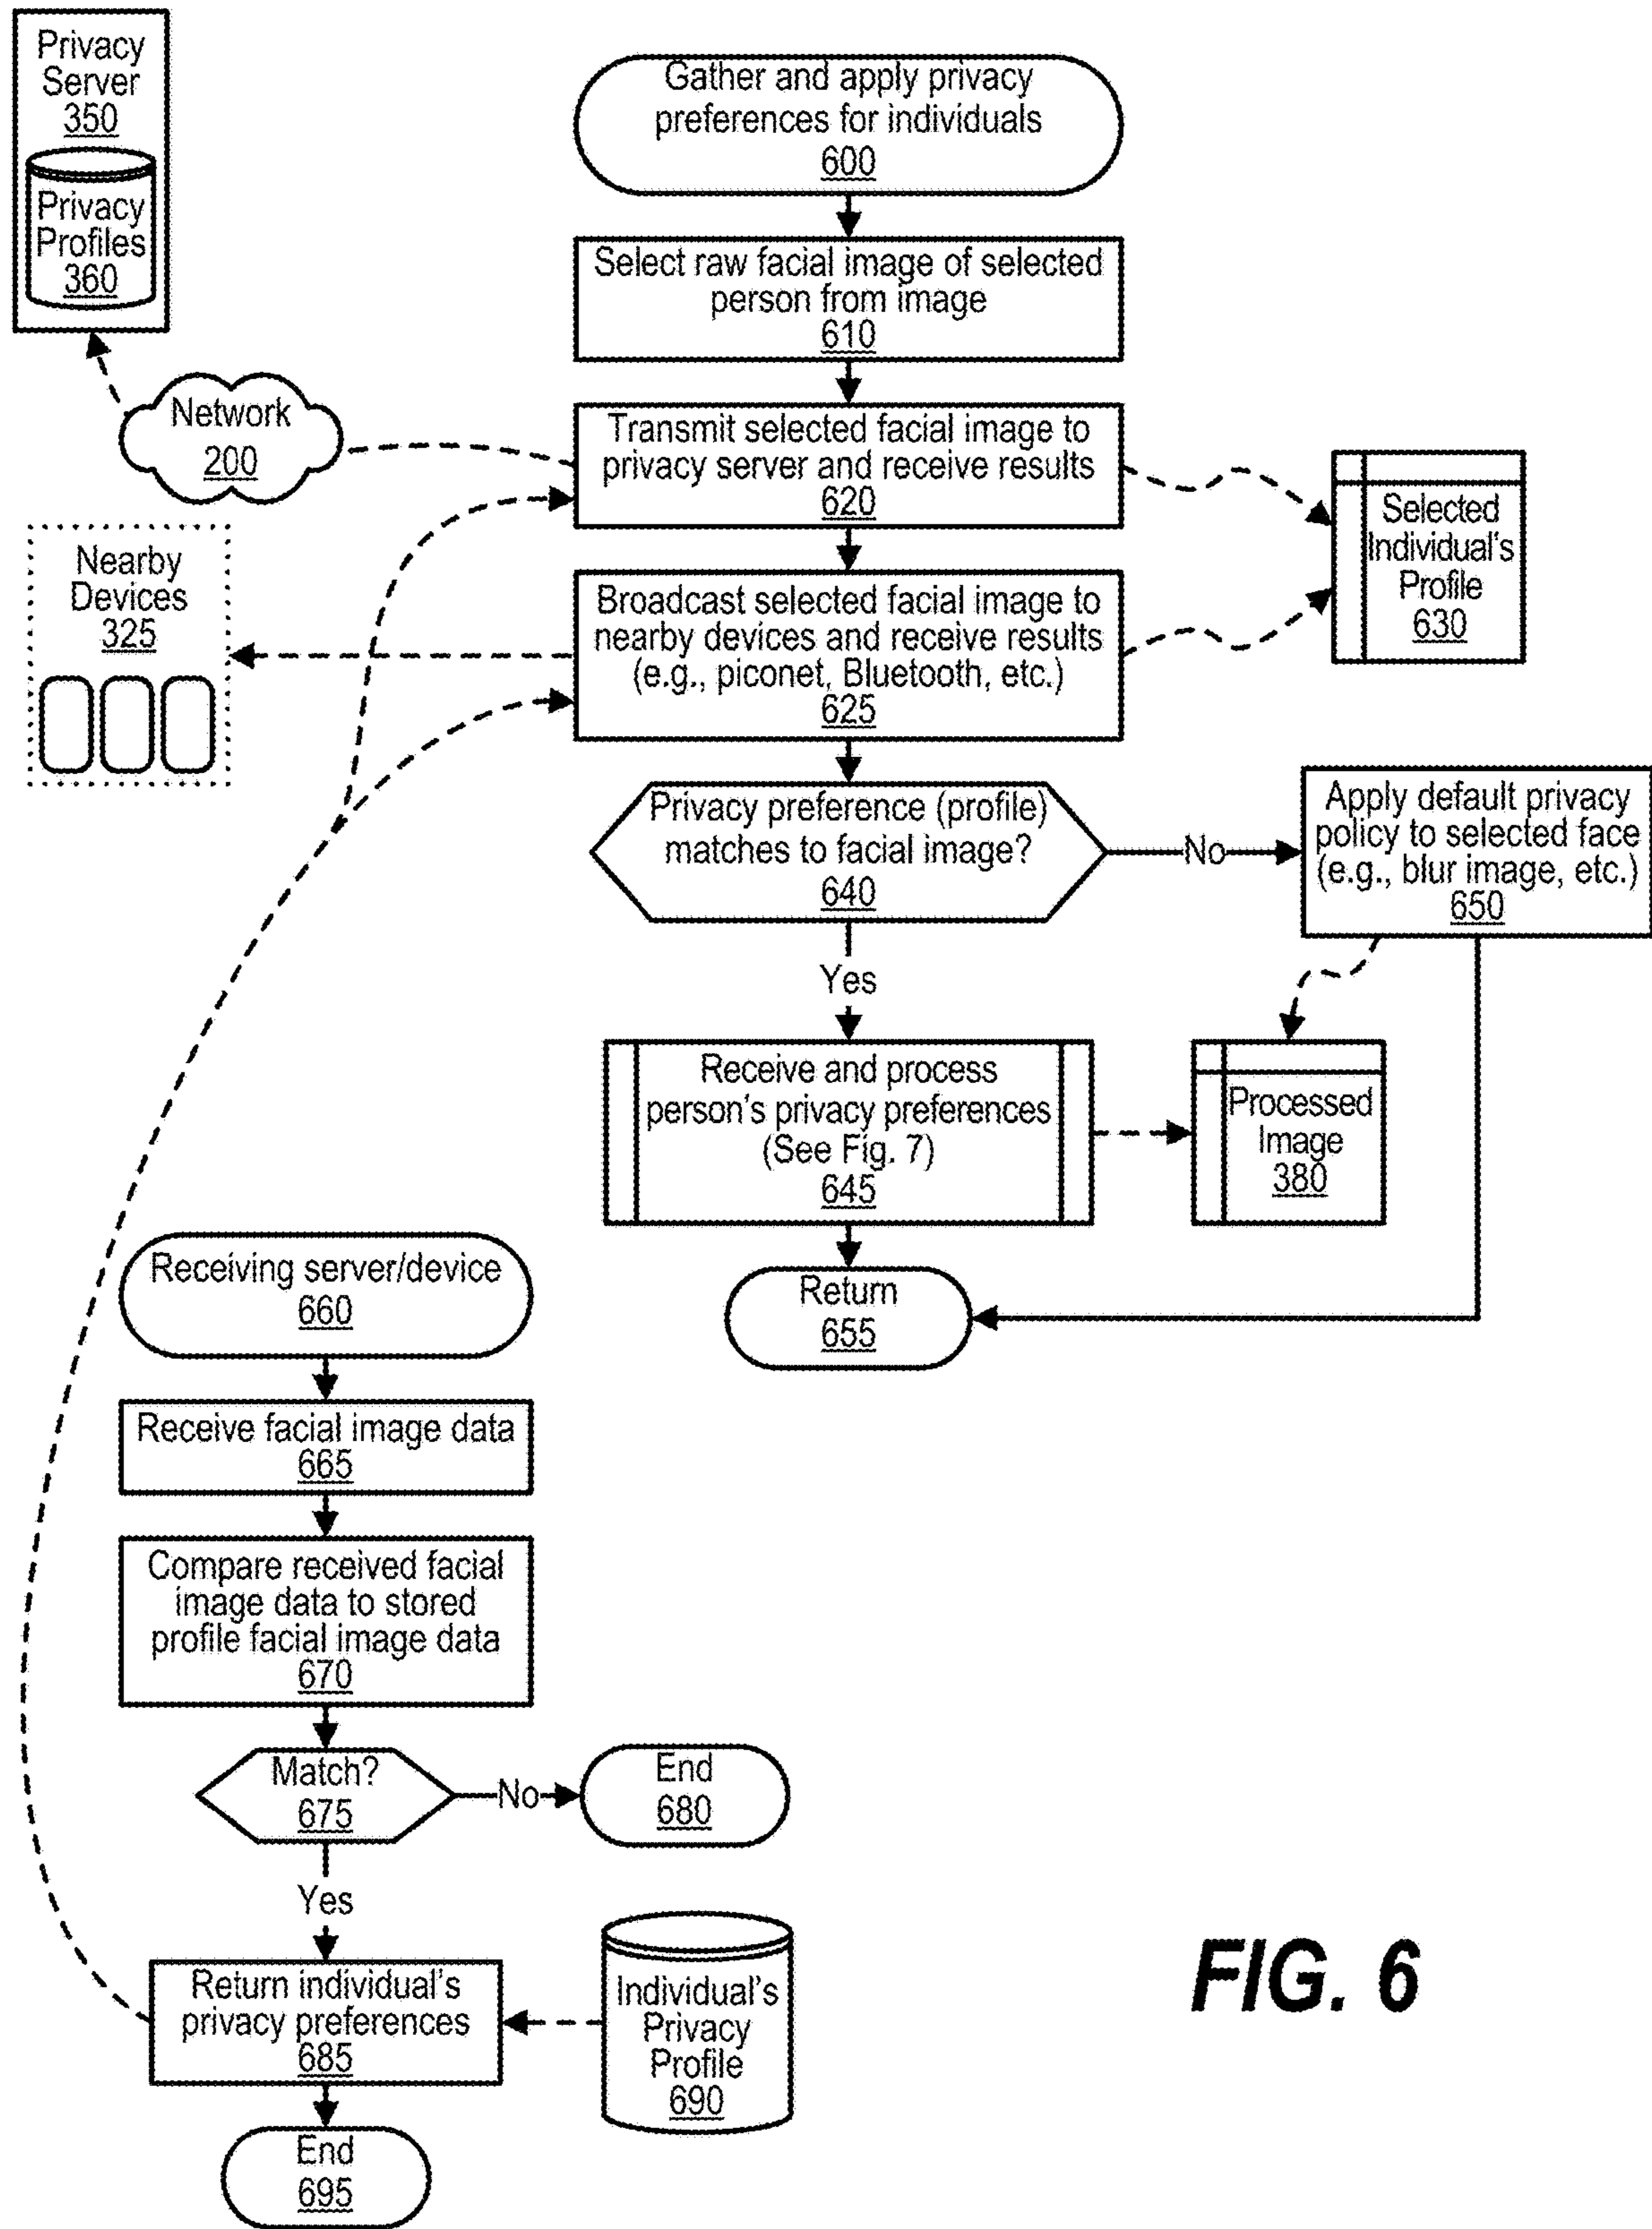 Privacy
Server
350
Privacy
Profiles
360
Gather and apply privacy
preferences for individuals
600
Select raw facial image of selected
person from image
610
Network
200
Transmit selected facial image to
privacy server and receive results
620
Selected
Individual's
Profile
630
Nearby
Devices
325
Broadcast selected facial image to
nearby devices and receive results
(e.g., piconet, Bluetooth, etc.)
625
Privacy preference (profile)
matches to facial image?
640
No
Apply default privacy
policy to selected face
(e.g., blur image, etc.)
650
Yes
Receive and process
person's privacy preferences
(See Fig. 7)
645
Processed
Image
380
Return
655
Receiving server/device
660
Receive facial image data
665
Compare received facial
image data to stored
profile facial image data
670
Match?
675
No
End
680
Yes
Return individual's
privacy preferences
685
Individual's
Privacy
Profile
690
End
695
FIG. 6